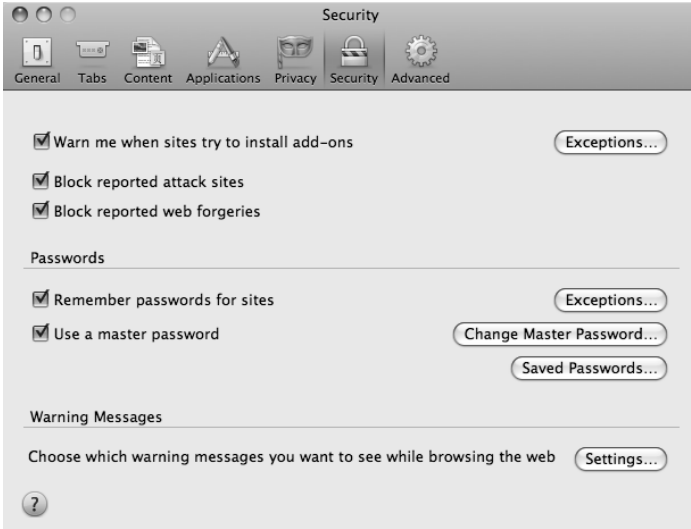 Security
General Tabs Content Applications Privacy Security Advanced
Warn me when sites try to install add-ons Exceptions...
Block reported attack sites
Block reported web forgeries
Passwords
Remember passwords for sites Exceptions...
Use a master password Change Master Password...
Saved Passwords...
Warning Messages
Choose which warning messages you want to see while browsing the web Settings...
?